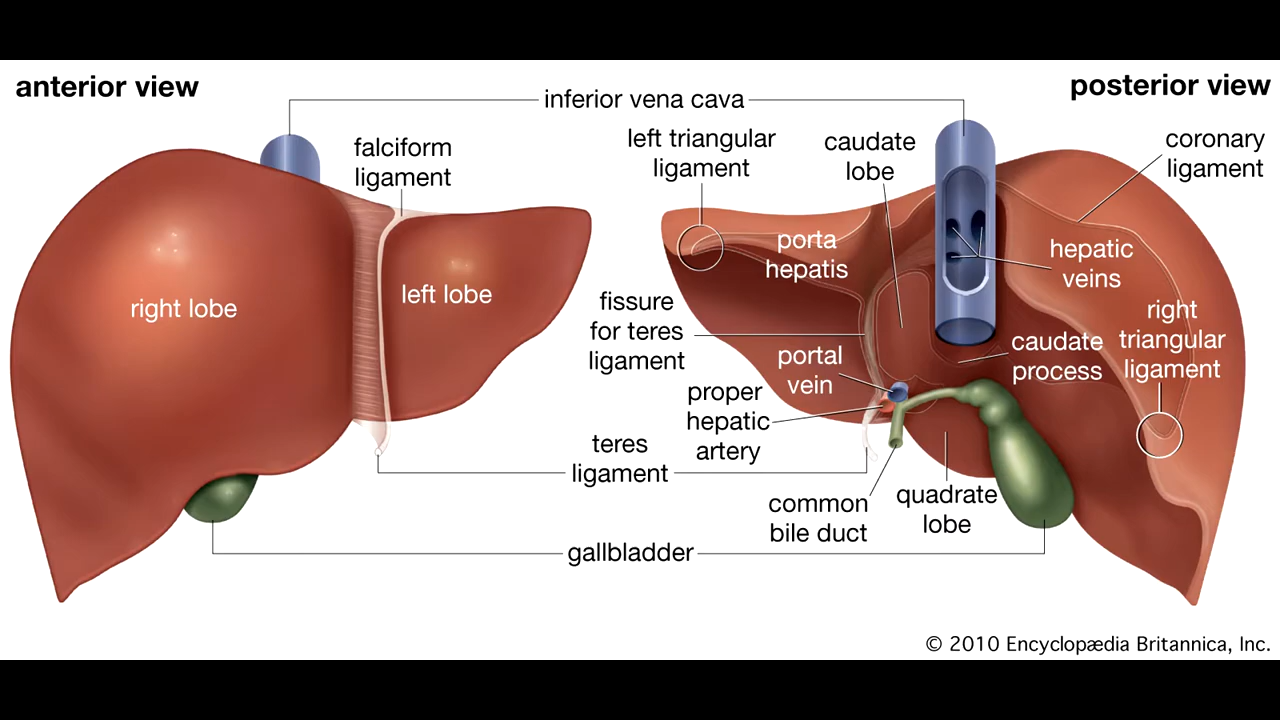 anterior view
posterior view
inferior vena cava
falciform
ligament
left triangular
ligament
caudate
lobe
coronary
ligament
right lobe
left lobe
porta
hepatis
hepatic
veins
fissure
for teres
ligament
right
triangular
ligament
portal
vein
caudate
process
proper
hepatic
artery
teres
ligament
common
bile duct
quadrate
lobe
gallbladder
© 2010 Encyclopædia Britannica, Inc.